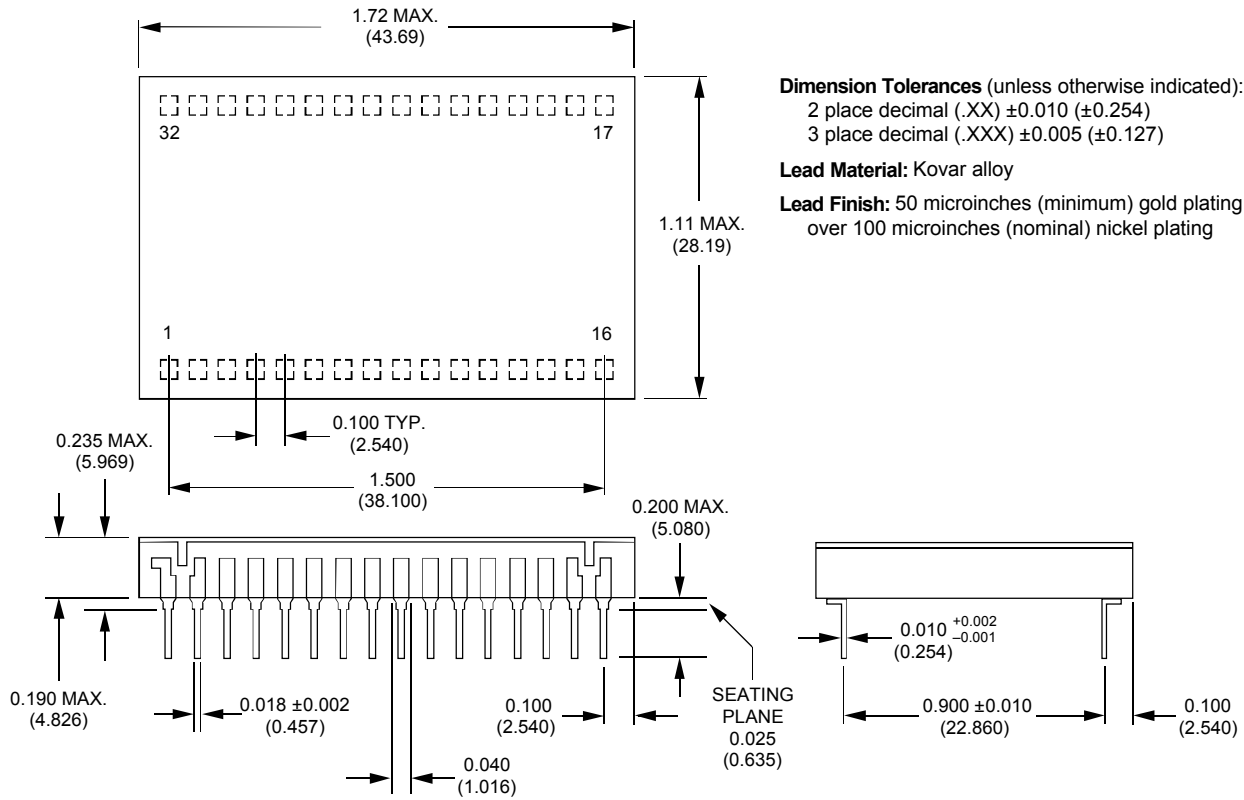 1.72 MAX.
(43.69)
Dimension Tolerances (unless otherwise indicated):
2 place decimal (.XX) ±0.010 (±0.254)
3 place decimal (.XXX) ±0.005 (±0.127)
Lead Material: Kovar alloy
Lead Finish: 50 microinches (minimum) gold plating
over 100 microinches (nominal) nickel plating
32
17
1.11 MAX.
(28.19)
1
16
0.100 TYP.
(2.540)
0.235 MAX.
(5.969)
1.500
(38.100)
0.200 MAX.
(5.080)
0.010 +0.002
–0.001
(0.254)
0.190 MAX.
(4.826)
0.018 ±0.002
(0.457)
0.100
(2.540)
SEATING
PLANE
0.025
(0.635)
0.900 ±0.010
(22.860)
0.100
(2.540)
0.040
(1.016)